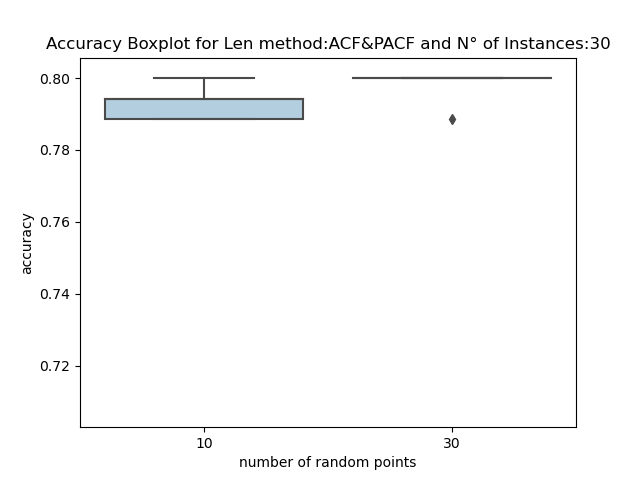 Accuracy Boxplot for Len method:ACF&PACF and N° of Instances:30
0.80
0.78
0.76
0.74
0.72
accuracy
10 30
number of random points